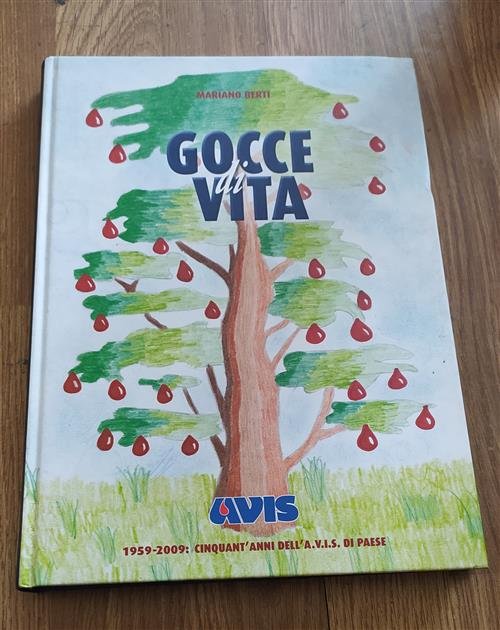 MARIANO BERTI
GOCCE
di
VITA
AVIS
1959-2009: CINQUANT'ANNI DELL'A.V.I.S. DI PAESE